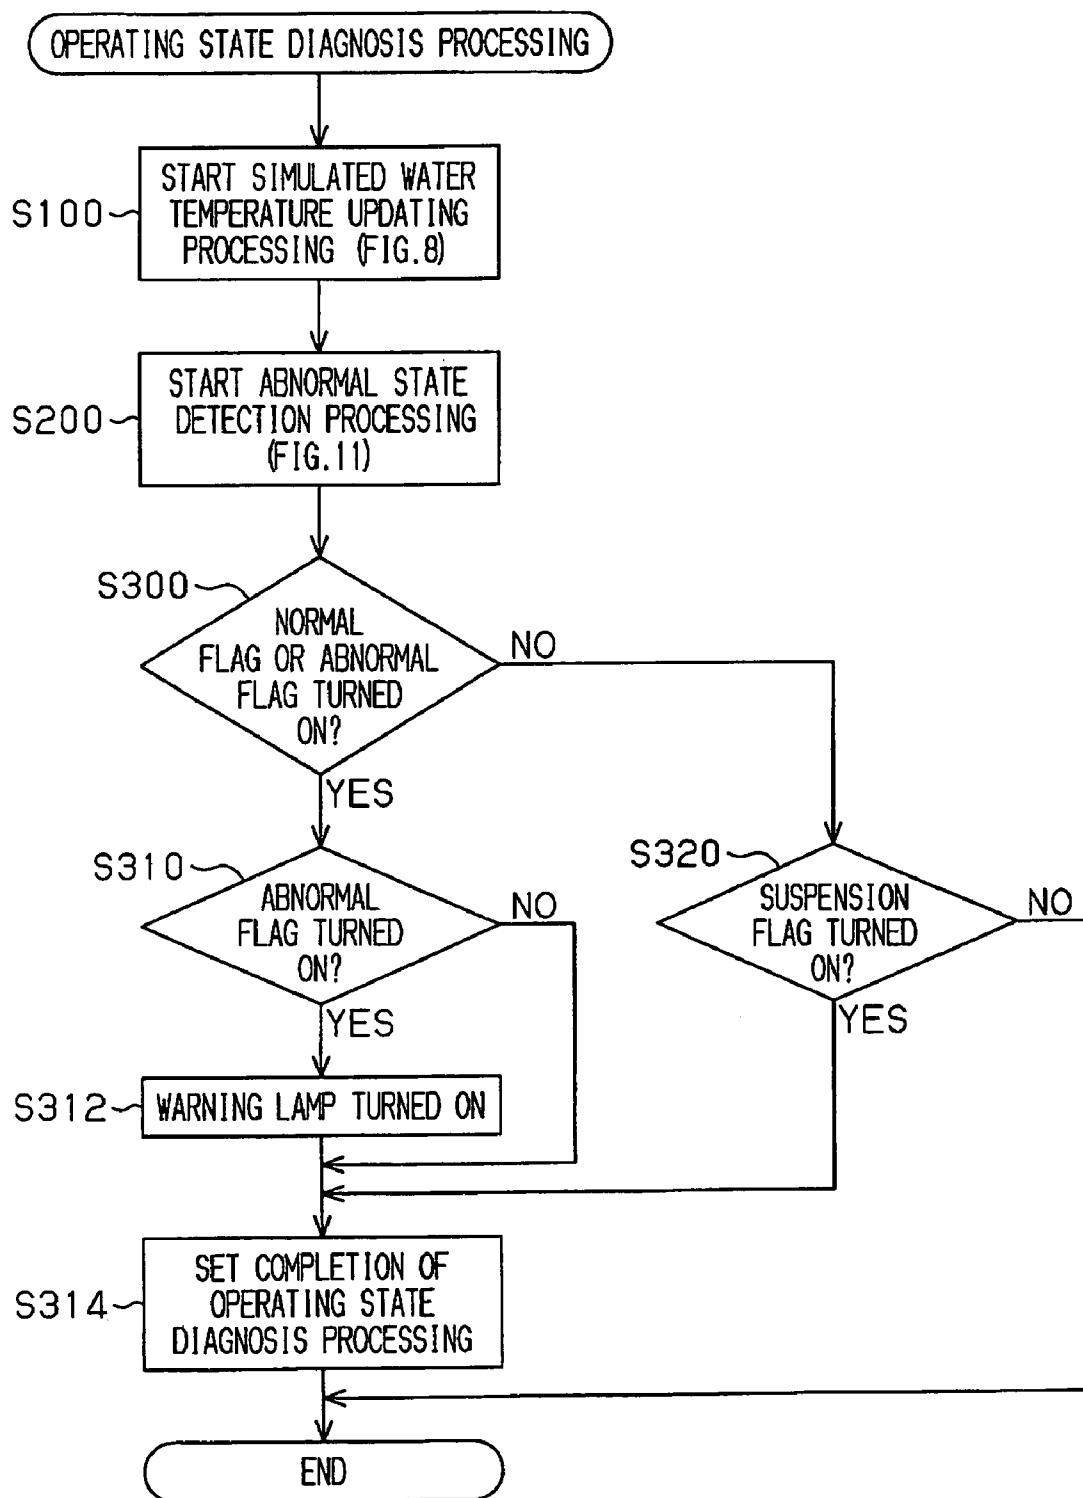 OPERATING STATE DIAGNOSIS PROCESSING
S100
START SIMULATED WATER
TEMPERATURE UPDATING
PROCESSING (FIG.8)
S200
START ABNORMAL STATE
DETECTION PROCESSING
(FIG.11)
S300
NORMAL
FLAG OR ABNORMAL
FLAG TURNED
ON?
NO
YES
S310
ABNORMAL
FLAG TURNED
ON?
NO
YES
S320
SUSPENSION
FLAG TURNED
ON?
NO
YES
S312
WARNING LAMP TURNED ON
S314
SET COMPLETION OF
OPERATING STATE
DIAGNOSIS PROCESSING
END